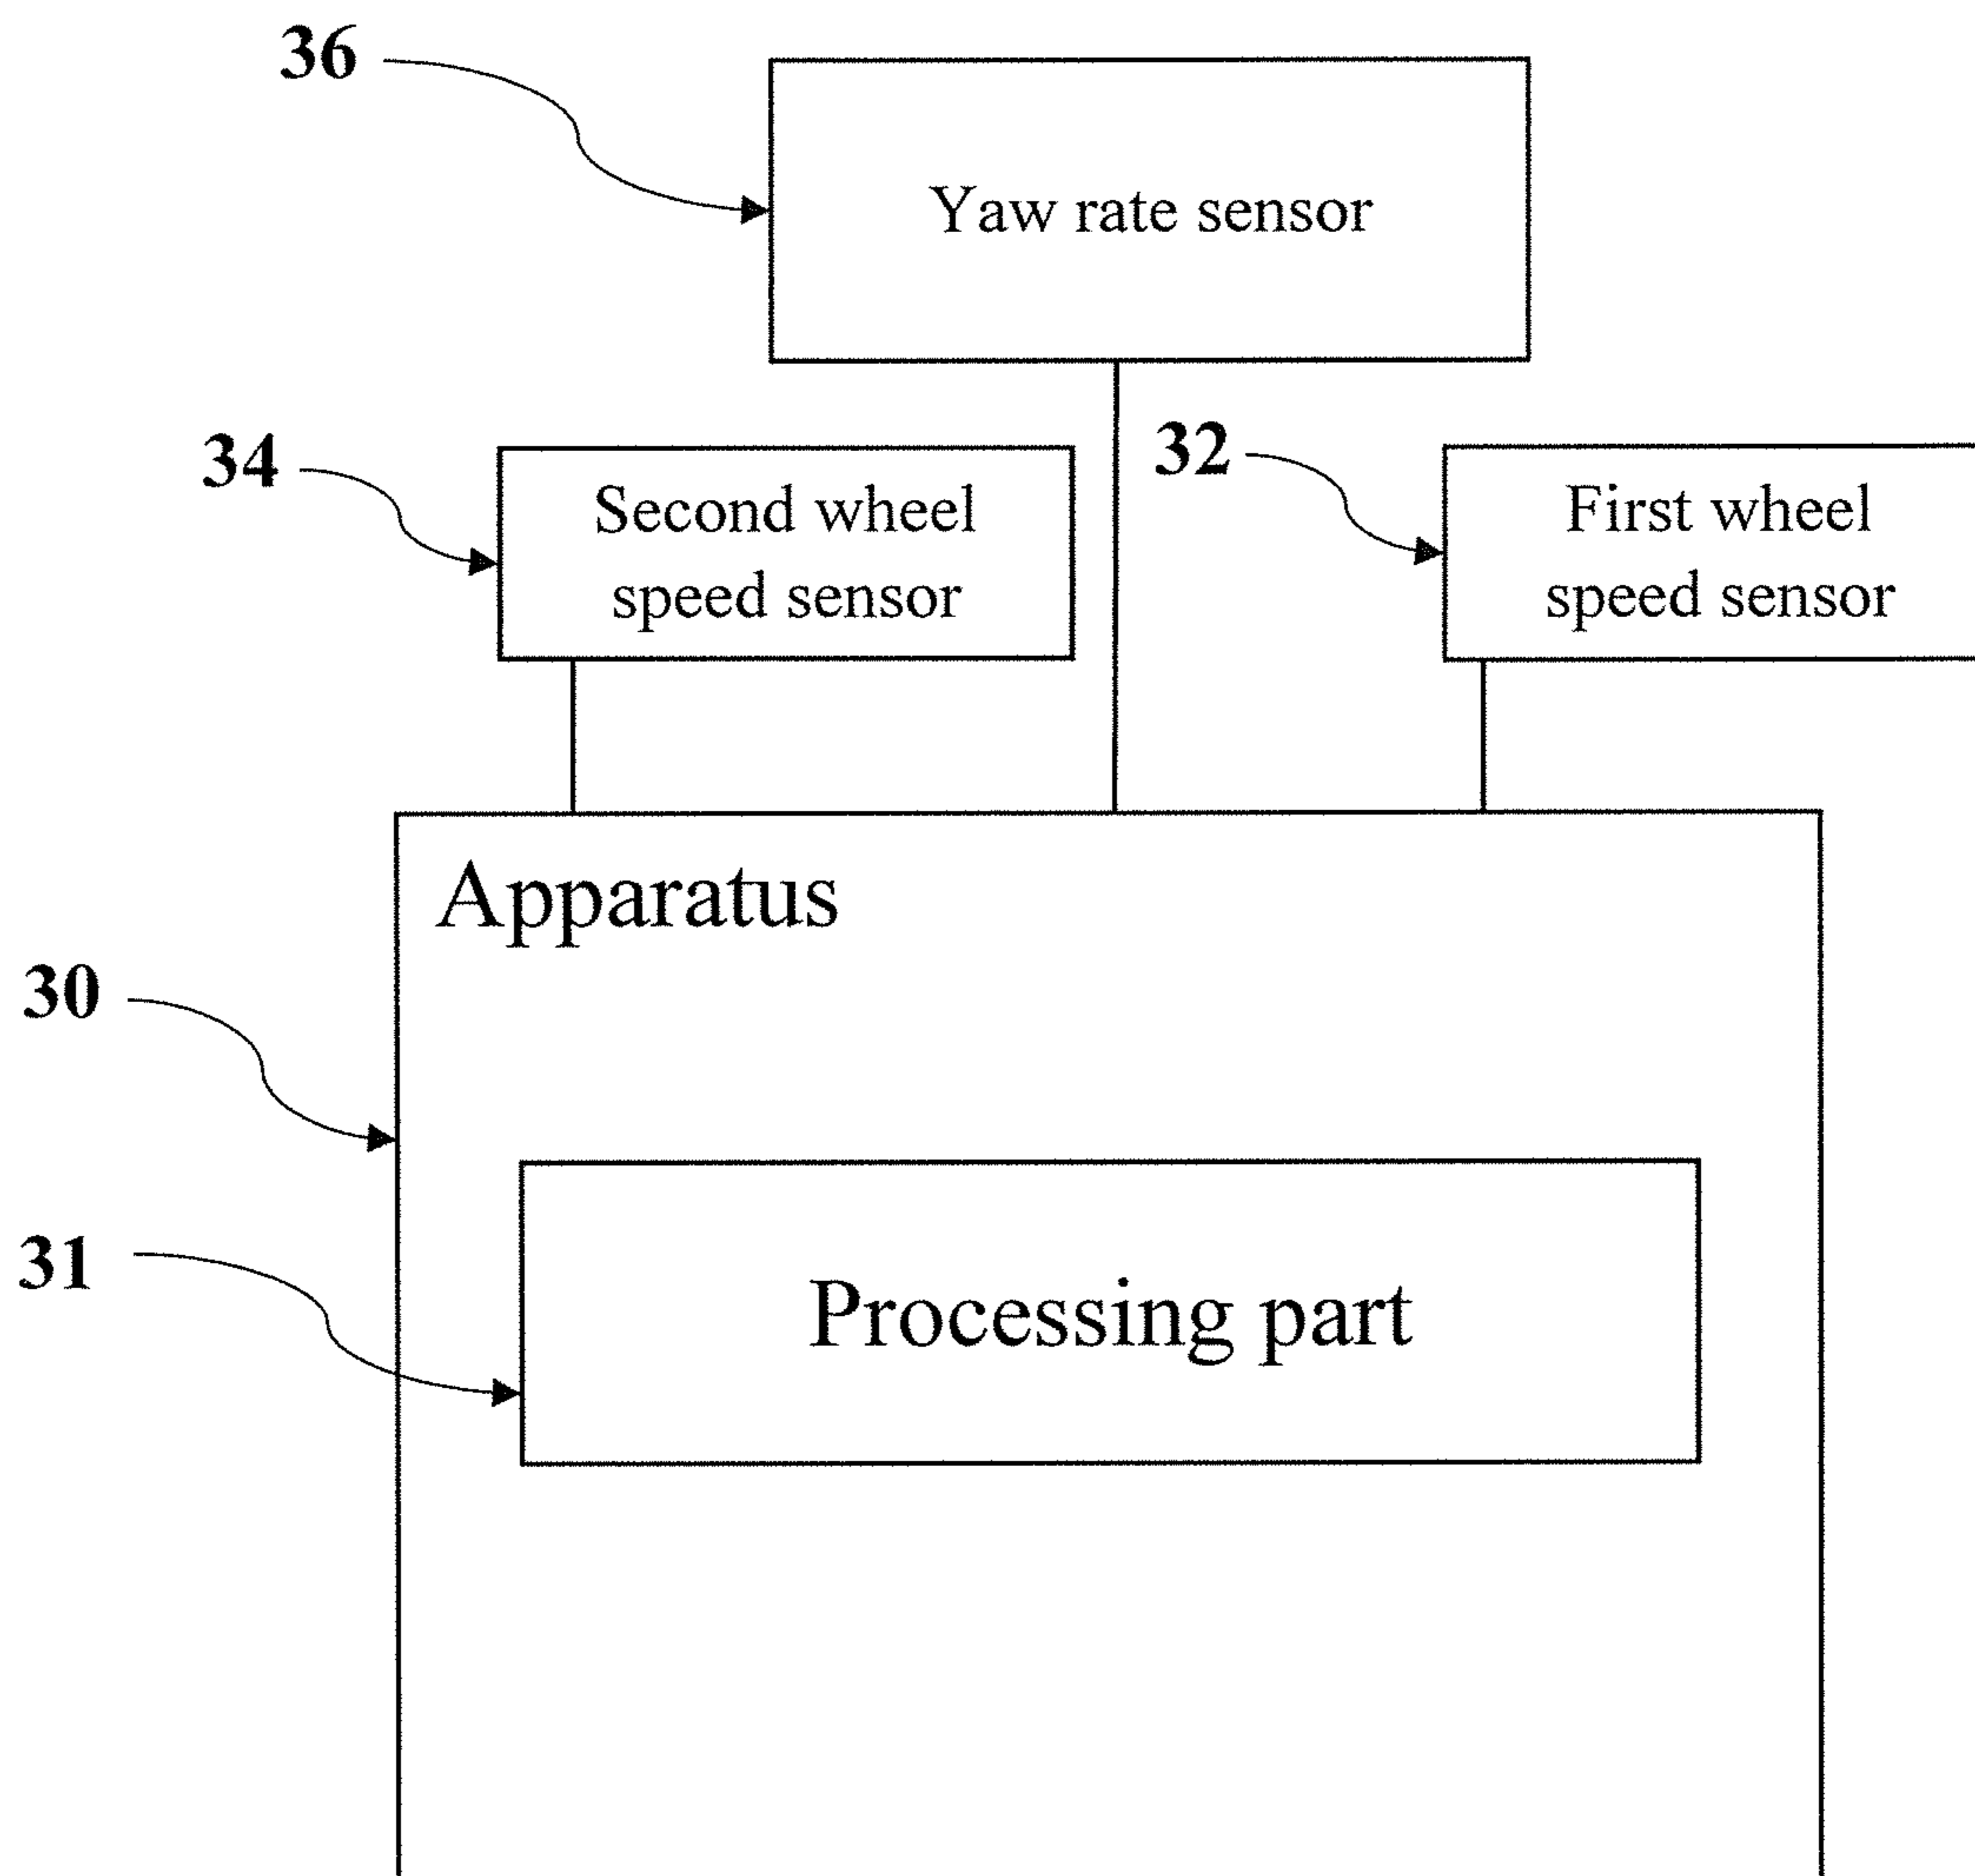 36
Yaw rate sensor
34
Second wheel
speed sensor
32
First wheel
speed sensor
Apparatus
30
31
Processing part